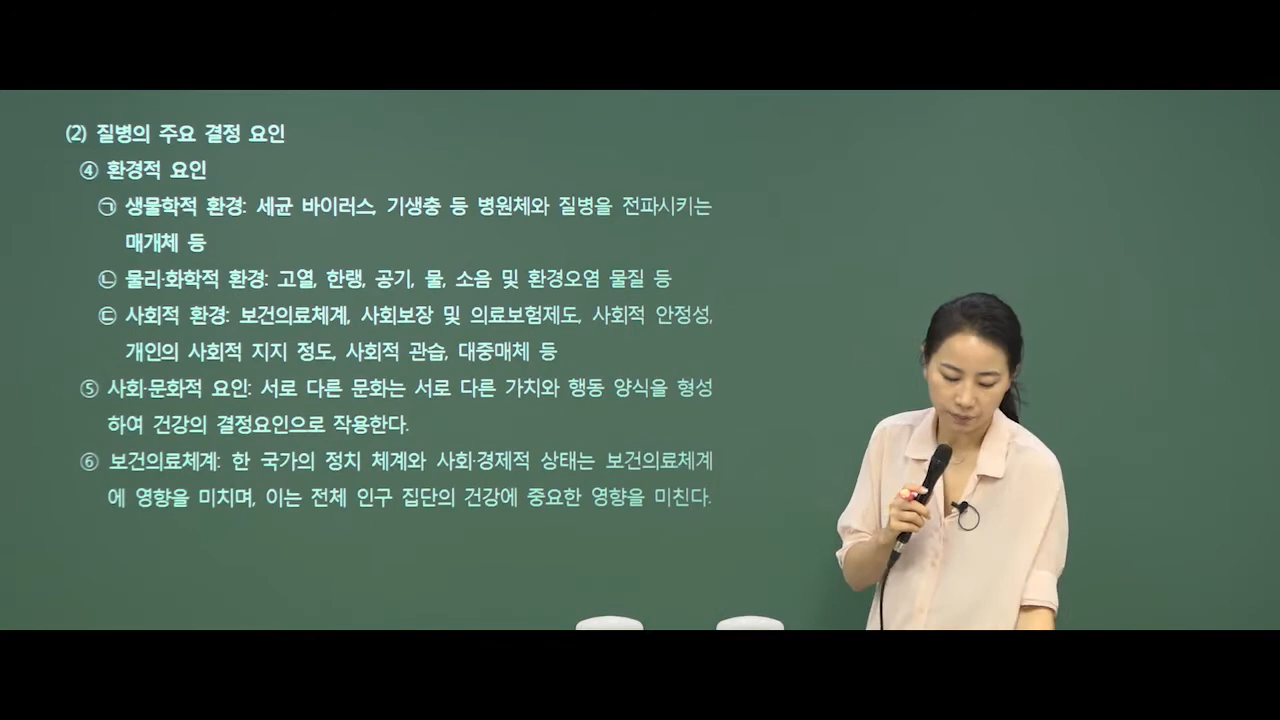 (2) 질병의 주요 결정 요인
④ 환경적 요인
㉠ 생물학적 환경: 세균 바이러스, 기생충 등 병원체와 질병을 전파시키는
매개체 등
㉡ 물리·화학적 환경: 고열, 한랭, 공기, 물, 소음 및 환경오염 물질 등
㉢ 사회적 환경: 보건의료체계, 사회보장 및 의료보험제도, 사회적 안정성,
개인의 사회적 지지 정도, 사회적 관습, 대중매체 등
⑤ 사회·문화적 요인: 서로 다른 문화는 서로 다른 가치와 행동 양식을 형성
하여 건강의 결정요인으로 작용한다.
⑥ 보건의료체계: 한 국가의 정치 체계와 사회·경제적 상태는 보건의료체계
에 영향을 미치며, 이는 전체 인구 집단의 건강에 중요한 영향을 미친다.